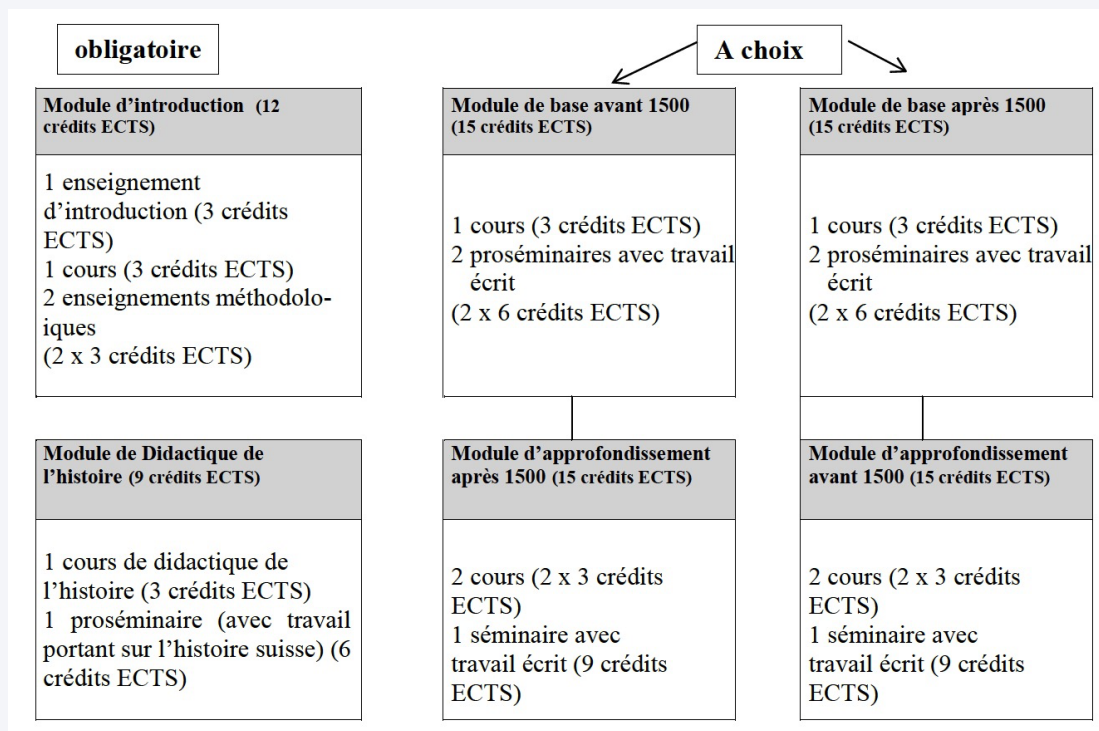 obligatoire
A choix
Module d'introduction (12
crédits ECTS)
1 enseignement
d'introduction (3 crédits
ECTS)
1 cours (3 crédits ECTS)
2 enseignements méthodolo-
iques
(2 x 3 crédits ECTS)
Module de base avant 1500
(15 crédits ECTS)
1 cours (3 crédits ECTS)
2 proséminaires avec travail
écrit
(2 x 6 crédits ECTS)
Module de base après 1500
(15 crédits ECTS)
1 cours (3 crédits ECTS)
2 proséminaires avec travail
écrit
(2 x 6 crédits ECTS)
Module de Didactique de
l'histoire (9 crédits ECTS)
1 cours de didactique de
l'histoire (3 crédits ECTS)
1 proséminaire (avec travail
portant sur l'histoire suisse) (6
crédits ECTS)
Module d'approfondissement
après 1500 (15 crédits ECTS)
2 cours (2 x 3 crédits
ECTS)
1 séminaire avec
travail écrit (9 crédits
ECTS)
Module d'approfondissement
avant 1500 (15 crédits ECTS)
2 cours (2 x 3 crédits
ECTS)
1 séminaire avec
travail écrit (9 crédits
ECTS)